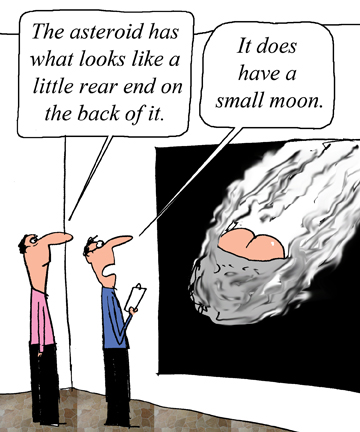 The asteroid has
what looks like a
little rear end on
the back of it.
It does
have a
small moon.